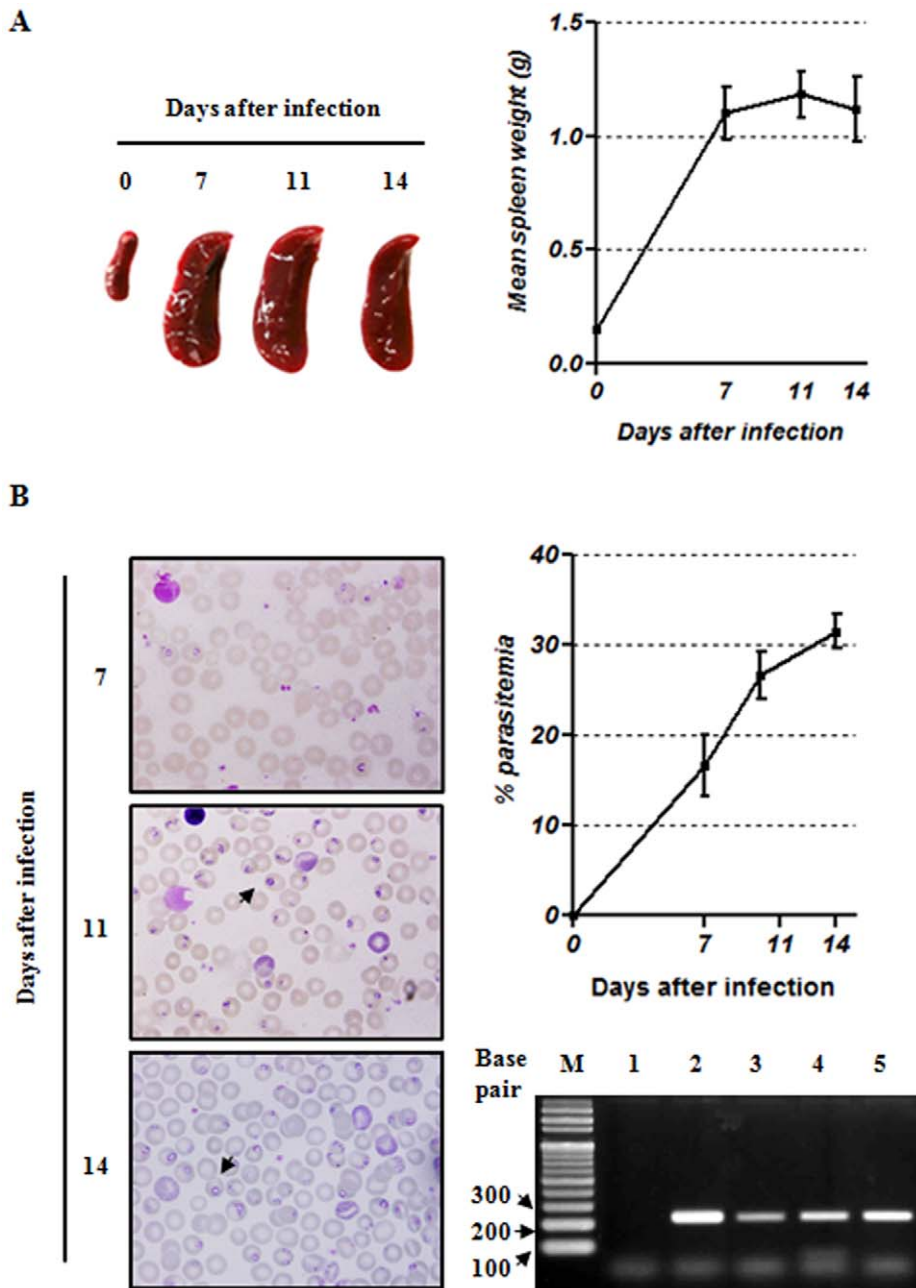 A
Days after infection
0 7 11 14
Mean spleen weight (g)
1.5
1.0
0.5
0.0
0 7 11 14
Days after infection
B
Days after infection
7
11
14
% parasitemia
40
30
20
10
0
0 7 11 14
Days after infection
Base pair M 1 2 3 4 5
300
200
100